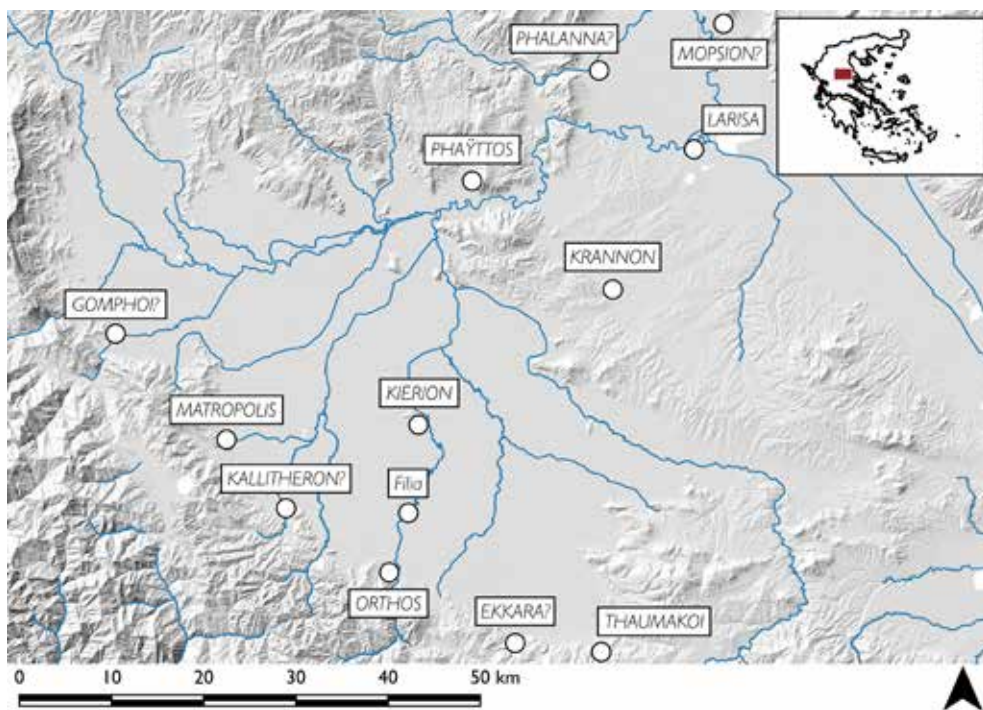 PHALANNA?
MOPSION?
LARISA
PHAŸTTOS
KRANNON
GOMPHOI?
KIERION
MATROPOLIS
KALLITHERON?
Filia
ORTHOS
EKKARA?
THAUMAKOI
0 10 20 30 40 50 km